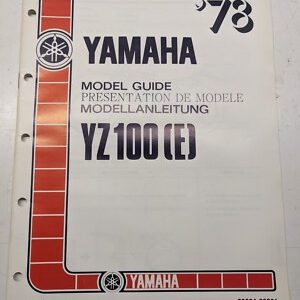 '78
YAMAHA
MODEL GUIDE
PRESENTATION DE MODELE
MODELLANLEITUNG
YZ100(E)
YAMAHA